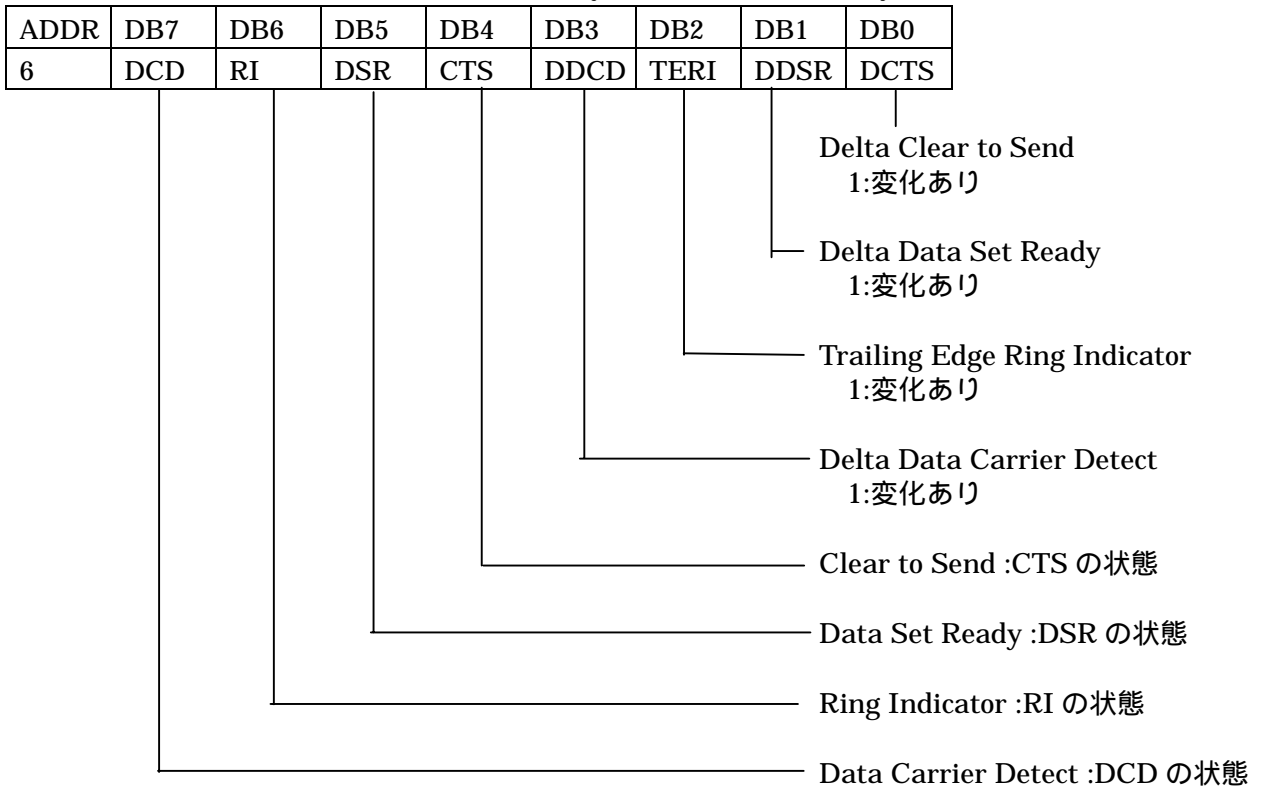 ADDR DB7 DB6 DB5 DB4 DB3 DB2 DB1 DB0
6 DCD RI DSR CTS DDCD TERI DDSR DCTS
Delta Clear to Send
1:変化あり
Delta Data Set Ready
1:変化あり
Trailing Edge Ring Indicator
1:変化あり
Delta Data Carrier Detect
1:変化あり
Clear to Send :CTS の状態
Data Set Ready :DSR の状態
Ring Indicator :RI の状態
Data Carrier Detect :DCD の状態